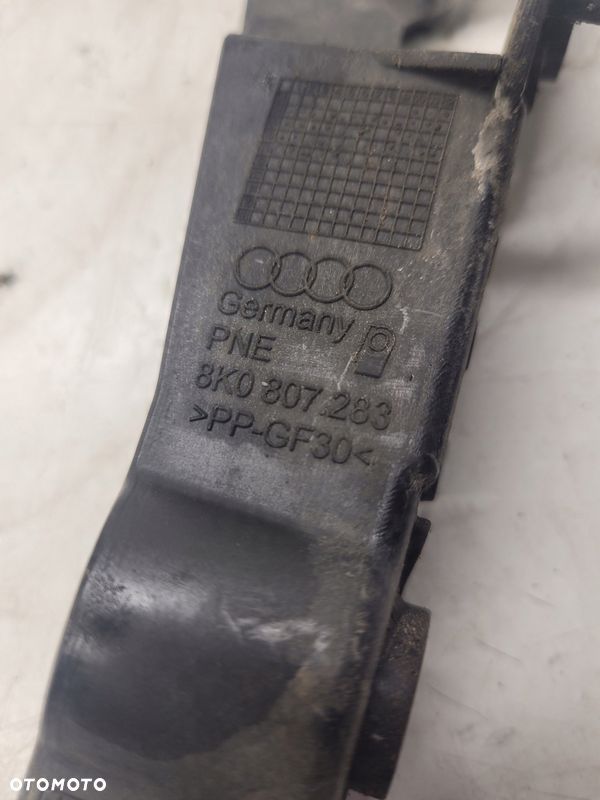 Germany
PNE
8K0 807.283
>PP-GF30<
OTOMOTO